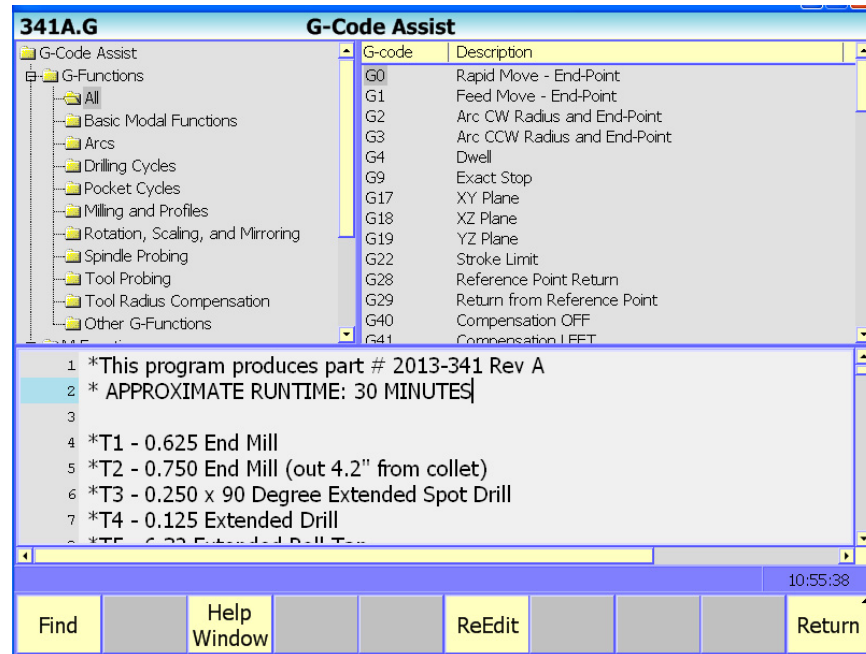 341A.G G-Code Assist
G-Code Assist
G-Functions
All
Basic Modal Functions
Arcs
Drilling Cycles
Pocket Cycles
Milling and Profiles
Rotation, Scaling, and Mirroring
Spindle Probing
Tool Probing
Tool Radius Compensation
Other G-Functions
G-code Description
G0 Rapid Move - End-Point
G1 Feed Move - End-Point
G2 Arc CW Radius and End-Point
G3 Arc CCW Radius and End-Point
G4 Dwell
G9 Exact Stop
G17 XY Plane
G18 XZ Plane
G19 YZ Plane
G22 Stroke Limit
G28 Reference Point Return
G29 Return from Reference Point
G40 Compensation OFF
G41 Compensation LEFT
1 *This program produces part # 2013-341 Rev A
2 * APPROXIMATE RUNTIME: 30 MINUTES
3
4 *T1 - 0.625 End Mill
5 *T2 - 0.750 End Mill (out 4.2" from collet)
6 *T3 - 0.250 x 90 Degree Extended Spot Drill
7 *T4 - 0.125 Extended Drill
10:55:38
Find Help Window ReEdit Return